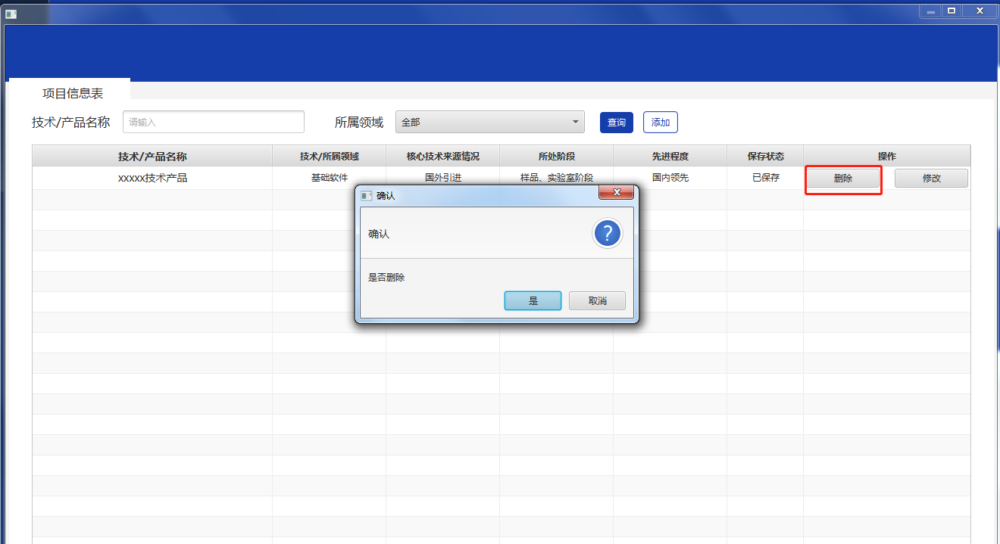 项目信息表
技术/产品名称 请输入 所属领域 全部 查询 添加
技术/产品名称 技术/所属领域 核心技术来源情况 所处阶段 先进程度 保存状态 操作
xxxxx技术产品 基础软件 国外引进 样品、实验室阶段 国内领先 已保存 删除 修改
确认
确认
?
是否删除
是 取消